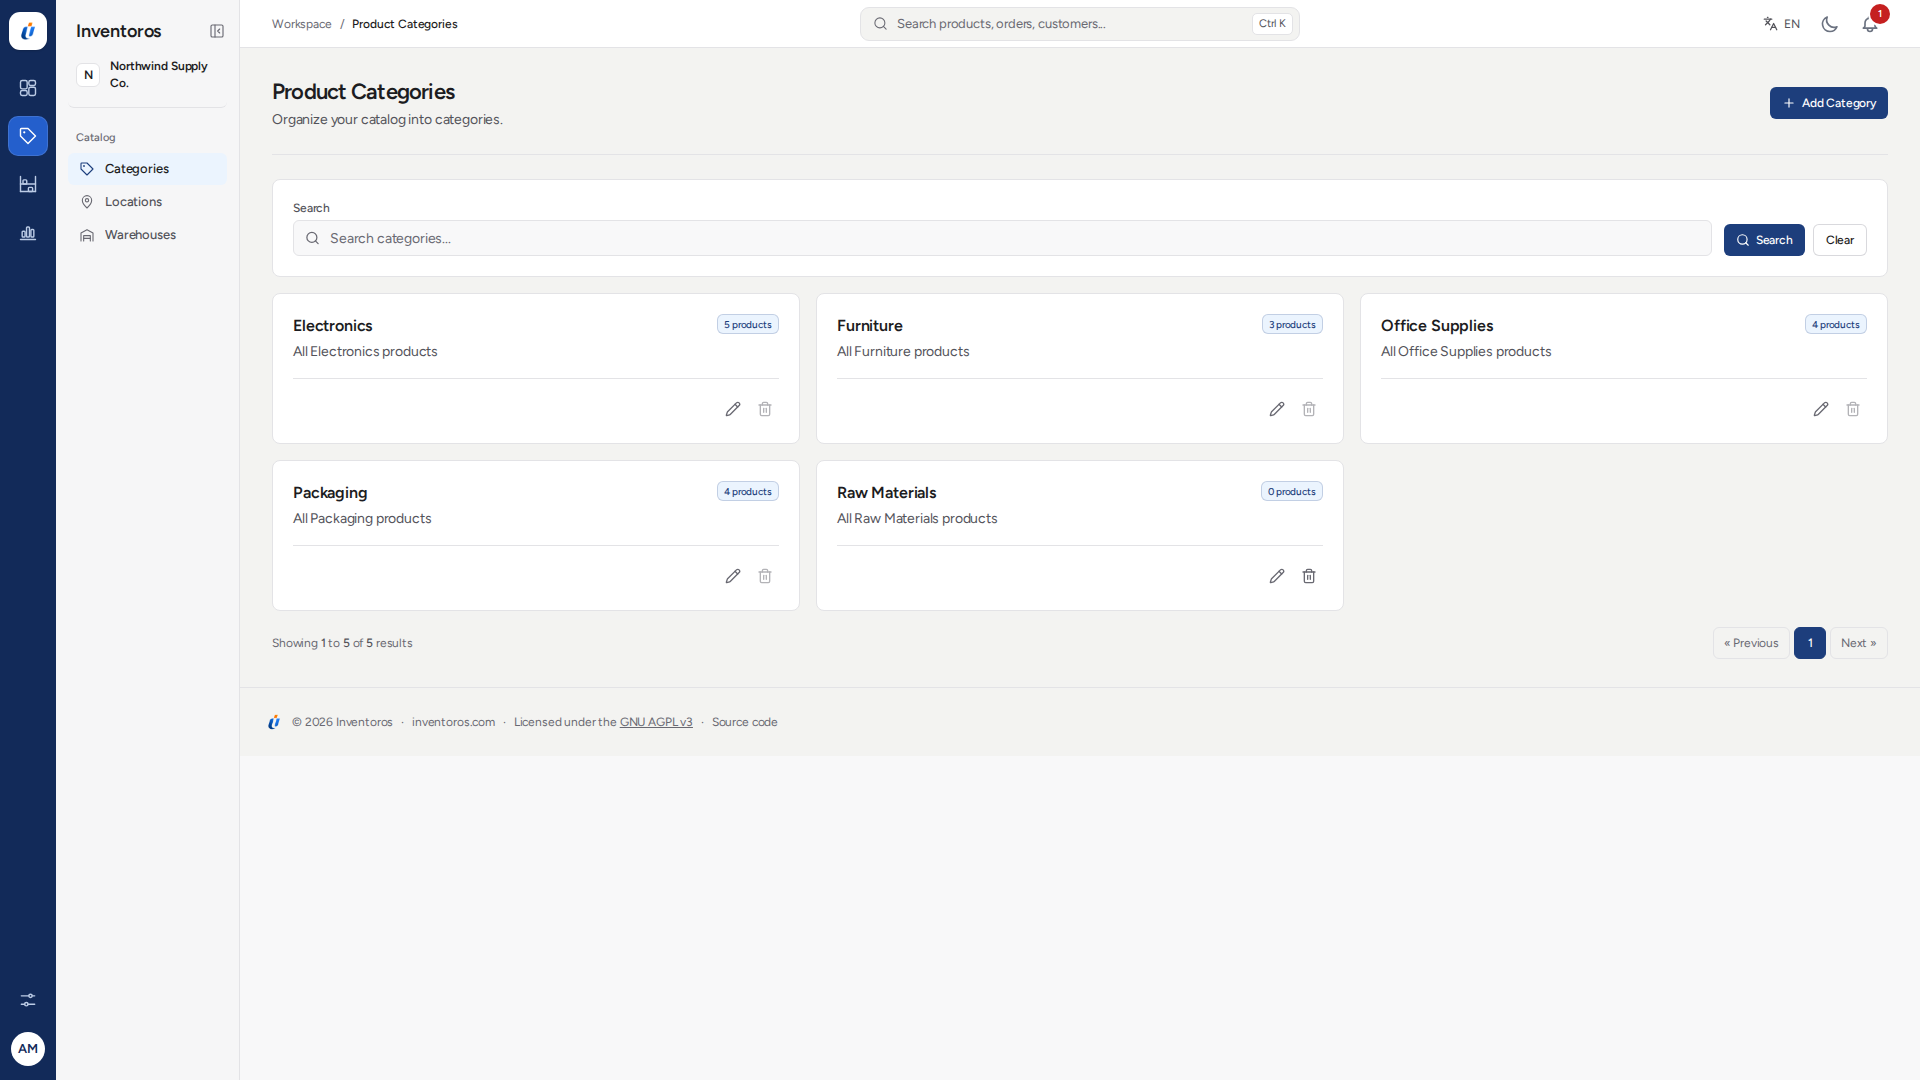 Inventoros
N
Northwind Supply
Co.
Catalog
Categories
Locations
Warehouses
AM
Workspace / Product Categories
Search products, orders, customers...
Ctrl K
EN
1
Product Categories
Organize your catalog into categories.
Add Category
Search
Search categories...
Search
Clear
Electronics
5 products
All Electronics products
Furniture
3 products
All Furniture products
Office Supplies
4 products
All Office Supplies products
Packaging
4 products
All Packaging products
Raw Materials
0 products
All Raw Materials products
Showing 1 to 5 of 5 results
« Previous
1
Next »
© 2026 Inventoros · inventoros.com · Licensed under the GNU AGPL v3 · Source code